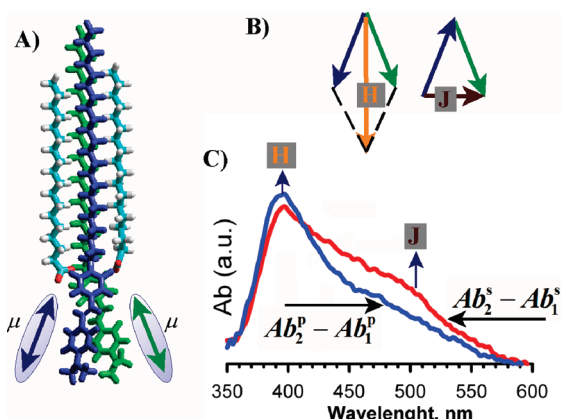 A)
B)
H
J
μ
μ
C)
H
J
Ab₂ᵖ − Ab₁ᵖ
Ab₂ˢ − Ab₁ˢ
Ab (a.u.)
350 400 450 500 550 600
Wavelenght, nm